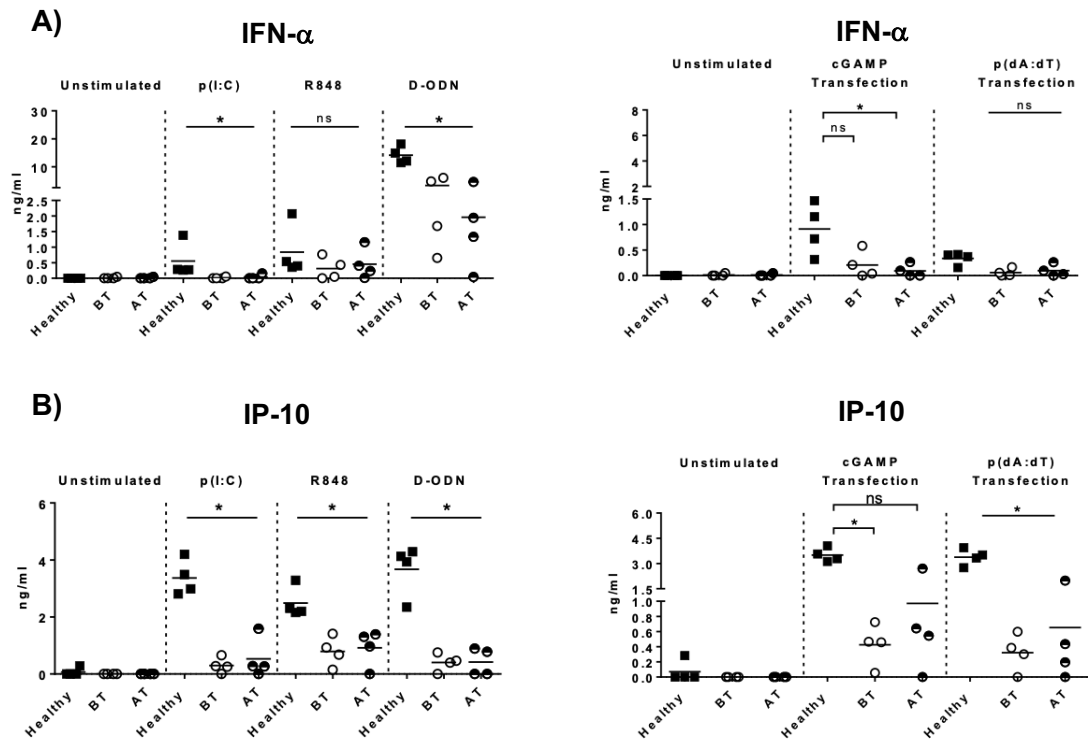 A)
IFN-α
Unstimulated p(I:C) R848 D-ODN
* ns *
30
20
10
2.5
2.0
1.5
1.0
0.5
0.0
ng/ml
Healthy BT AT Healthy BT AT Healthy BT AT Healthy BT AT
IFN-α
Unstimulated cGAMP Transfection p(dA:dT) Transfection
* ns
ns
8
6
4
2
1.5
1.0
0.5
0.0
ng/ml
Healthy BT AT Healthy BT AT Healthy BT AT
B)
IP-10
Unstimulated p(I:C) R848 D-ODN
* * *
6
4
2
0
ng/ml
Healthy BT AT Healthy BT AT Healthy BT AT Healthy BT AT
IP-10
Unstimulated cGAMP Transfection p(dA:dT) Transfection
ns *
*
6.0
4.5
3.0
1.5
1.0
0.8
0.6
0.4
0.2
0.0
ng/ml
Healthy BT AT Healthy BT AT Healthy BT AT